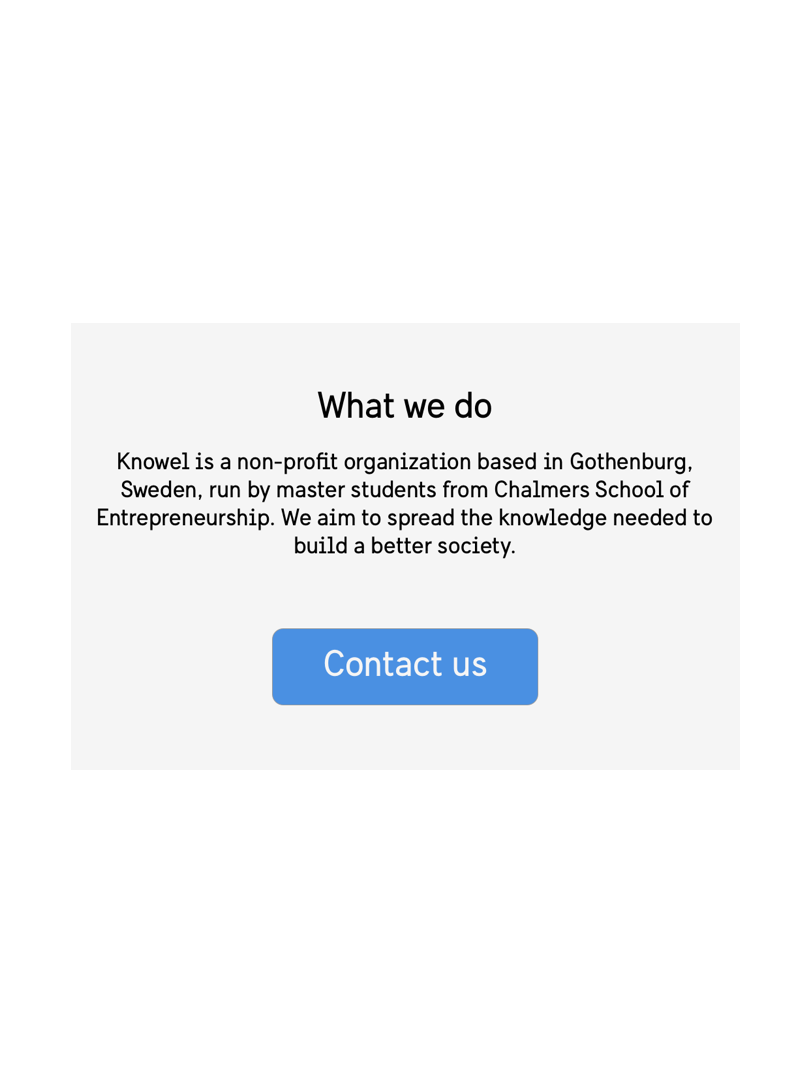 What we do
Knowel is a non-profit organization based in Gothenburg,
Sweden, run by master students from Chalmers School of
Entrepreneurship. We aim to spread the knowledge needed to
build a better society.
Contact us